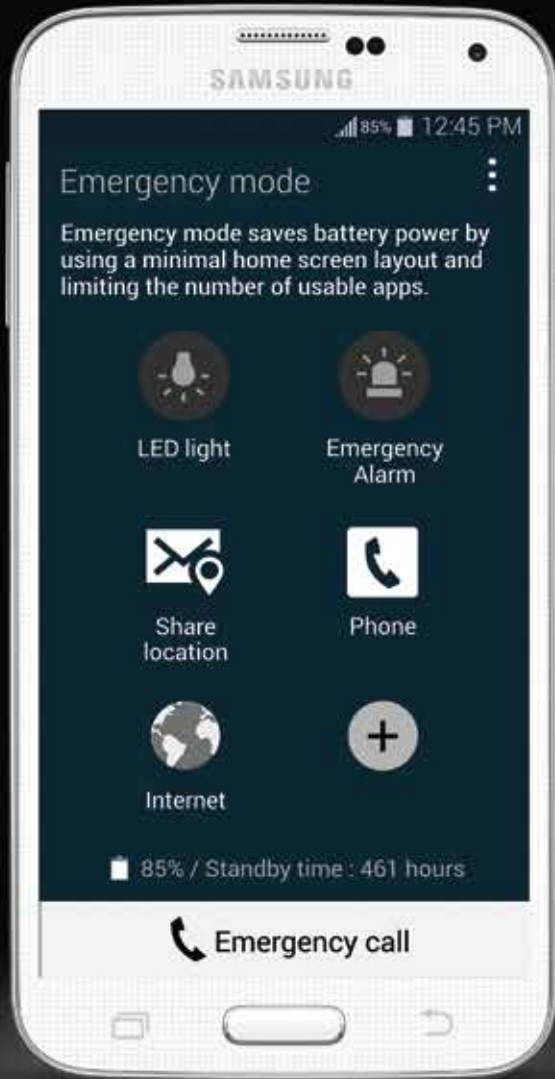 SAMSUNG
85% 12:45 PM
Emergency mode
Emergency mode saves battery power by
using a minimal home screen layout and
limiting the number of usable apps.
LED light
Emergency
Alarm
Share
location
Phone
Internet
85% / Standby time : 461 hours
Emergency call